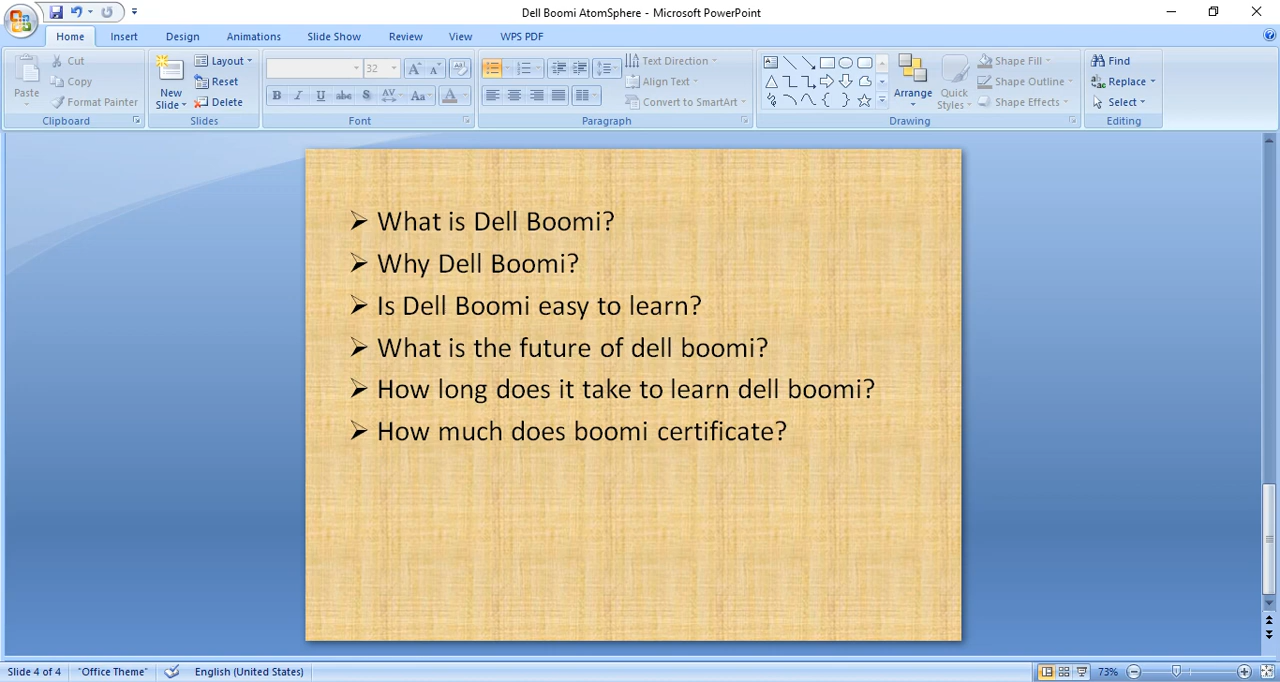 Dell Boomi AtomSphere - Microsoft PowerPoint
Home Insert Design Animations Slide Show Review View WPS PDF
Paste
Cut
Copy
Format Painter
Clipboard
New Slide
Layout
Reset
Delete
Slides
32
B I U abc S AV Aa A
Font
Text Direction
Align Text
Convert to SmartArt
Paragraph
Arrange
Quick Styles
Shape Fill
Shape Outline
Shape Effects
Drawing
Find
Replace
Select
Editing
What is Dell Boomi?
Why Dell Boomi?
Is Dell Boomi easy to learn?
What is the future of dell boomi?
How long does it take to learn dell boomi?
How much does boomi certificate?
Slide 4 of 4 "Office Theme" English (United States) 73%